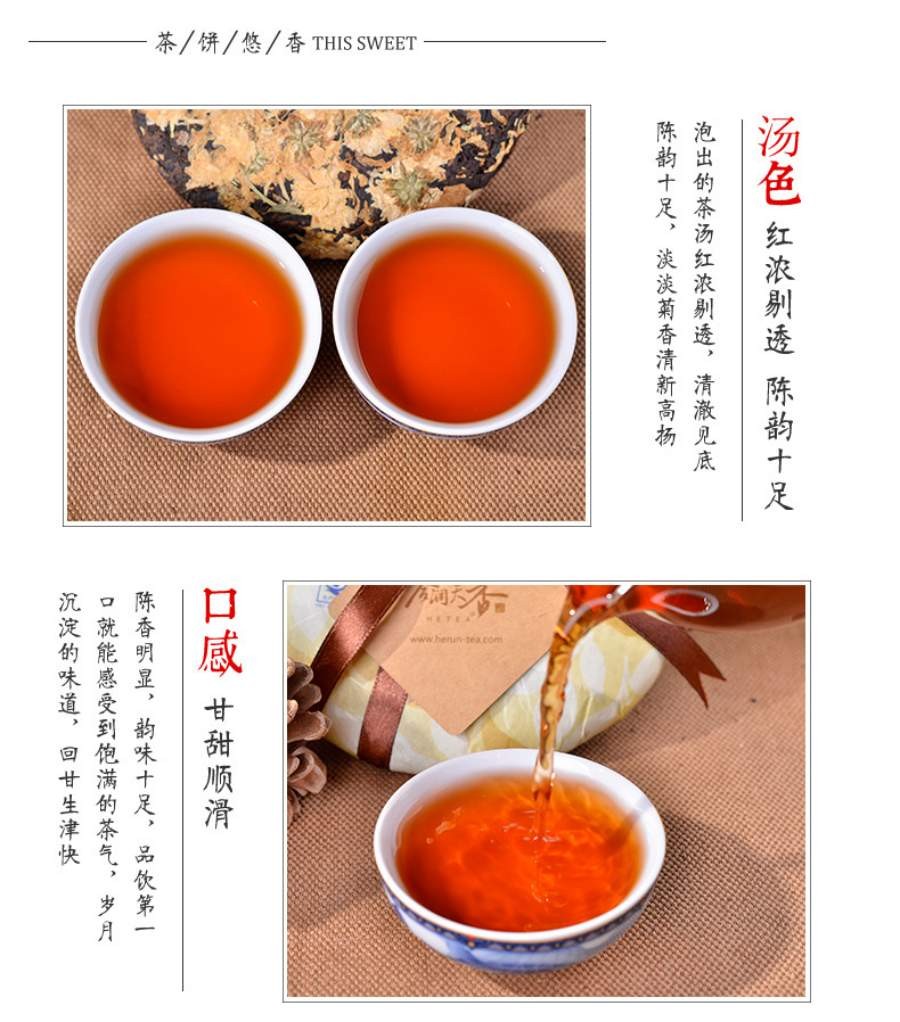 茶/饼/悠/香 THIS SWEET
汤色 红浓剔透 陈韵十足
泡出的茶汤红浓剔透，清澈见底
陈韵十足，淡淡菊香清新高扬
口感 甘甜顺滑
陈香明显，韵味十足，品饮第一
口就能感受到饱满的茶气，岁月
沉淀的味道，回甘生津快
润天香
HETEA
www.herun-tea.com